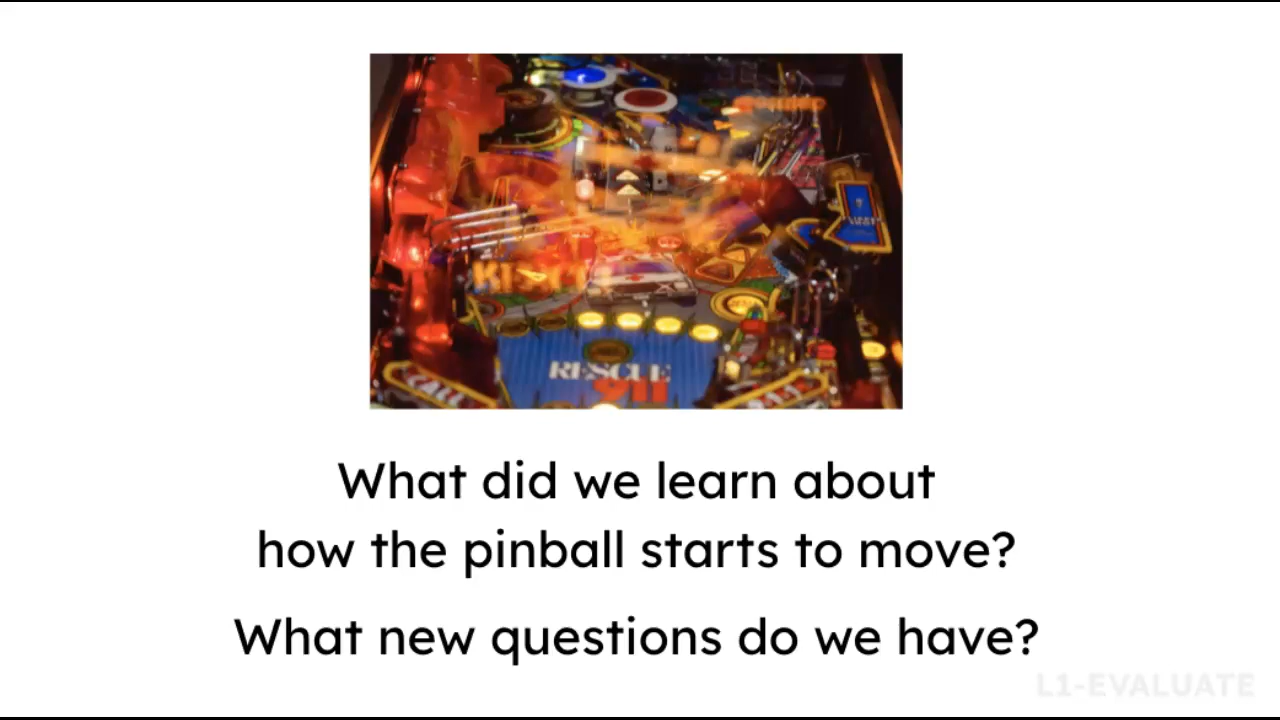 RESCUE
911
CALL
What did we learn about
how the pinball starts to move?
What new questions do we have?
L1-EVALUATE